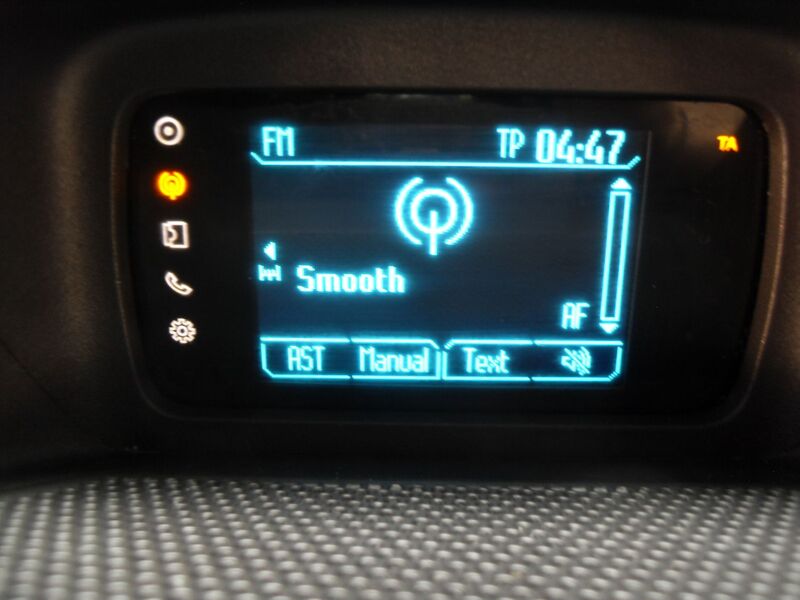 FM TP 04:47 TA
Smooth
AF
AST Manual Text